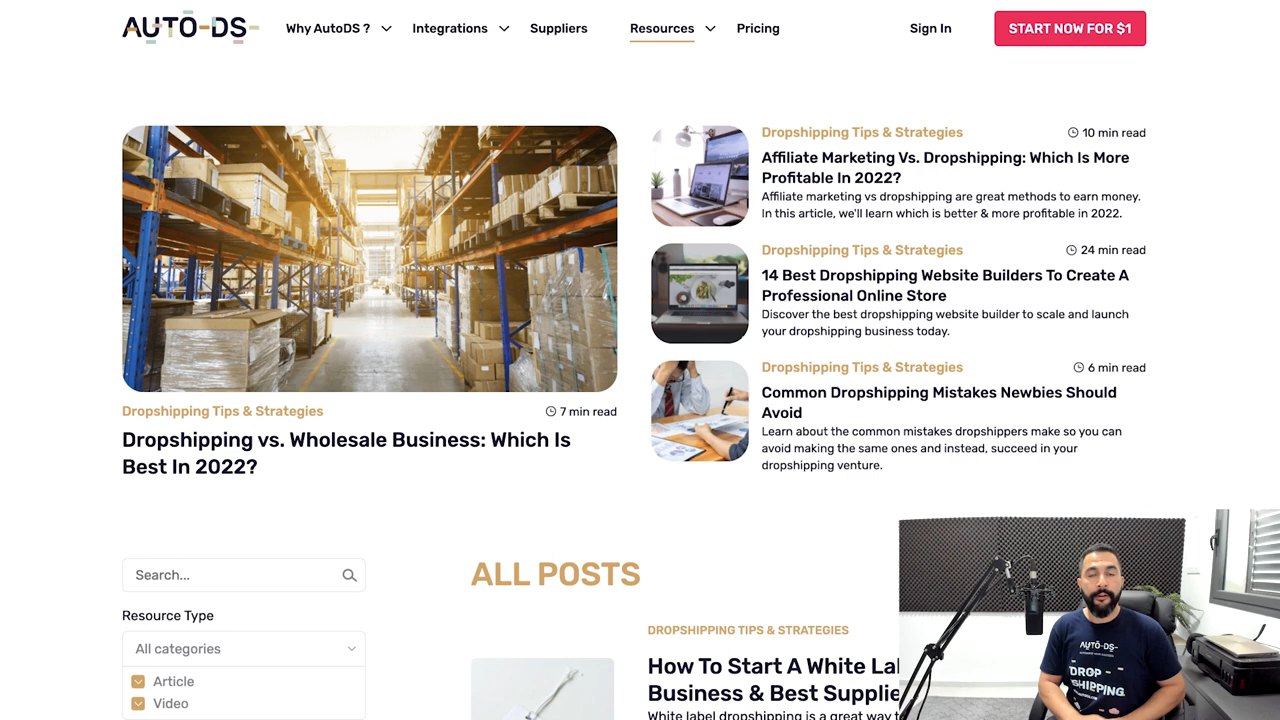 AUTO-DS-
Why AutoDS ?
Integrations
Suppliers
Resources
Pricing
Sign In
START NOW FOR $1
Dropshipping Tips & Strategies
7 min read
Dropshipping vs. Wholesale Business: Which Is
Best In 2022?
Dropshipping Tips & Strategies
10 min read
Affiliate Marketing Vs. Dropshipping: Which Is More
Profitable In 2022?
Affiliate marketing vs dropshipping are great methods to earn money.
In this article, we'll learn which is better & more profitable in 2022.
Dropshipping Tips & Strategies
24 min read
14 Best Dropshipping Website Builders To Create A
Professional Online Store
Discover the best dropshipping website builder to scale and launch
your dropshipping business today.
Dropshipping Tips & Strategies
6 min read
Common Dropshipping Mistakes Newbies Should
Avoid
Learn about the common mistakes dropshippers make so you can
avoid making the same ones and instead, succeed in your
dropshipping venture.
Search...
Resource Type
All categories
Article
Video
ALL POSTS
DROPSHIPPING TIPS & STRATEGIES
How To Start A White Lal
Business & Best Supplie
White label dropshipping is a great way t
AUTO-DS-
DROP
SHIPPING